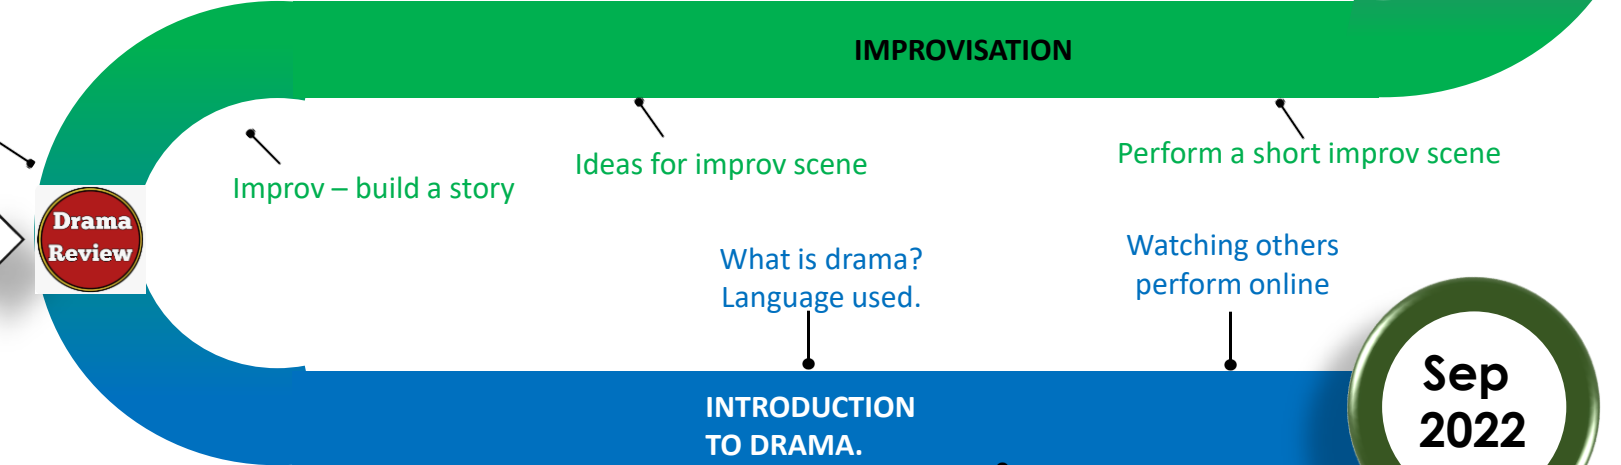 IMPROVISATION
Improv – build a story
Ideas for improv scene
Perform a short improv scene
Drama
Review
What is drama?
Language used.
Watching others
perform online
INTRODUCTION
TO DRAMA.
Sep
2022